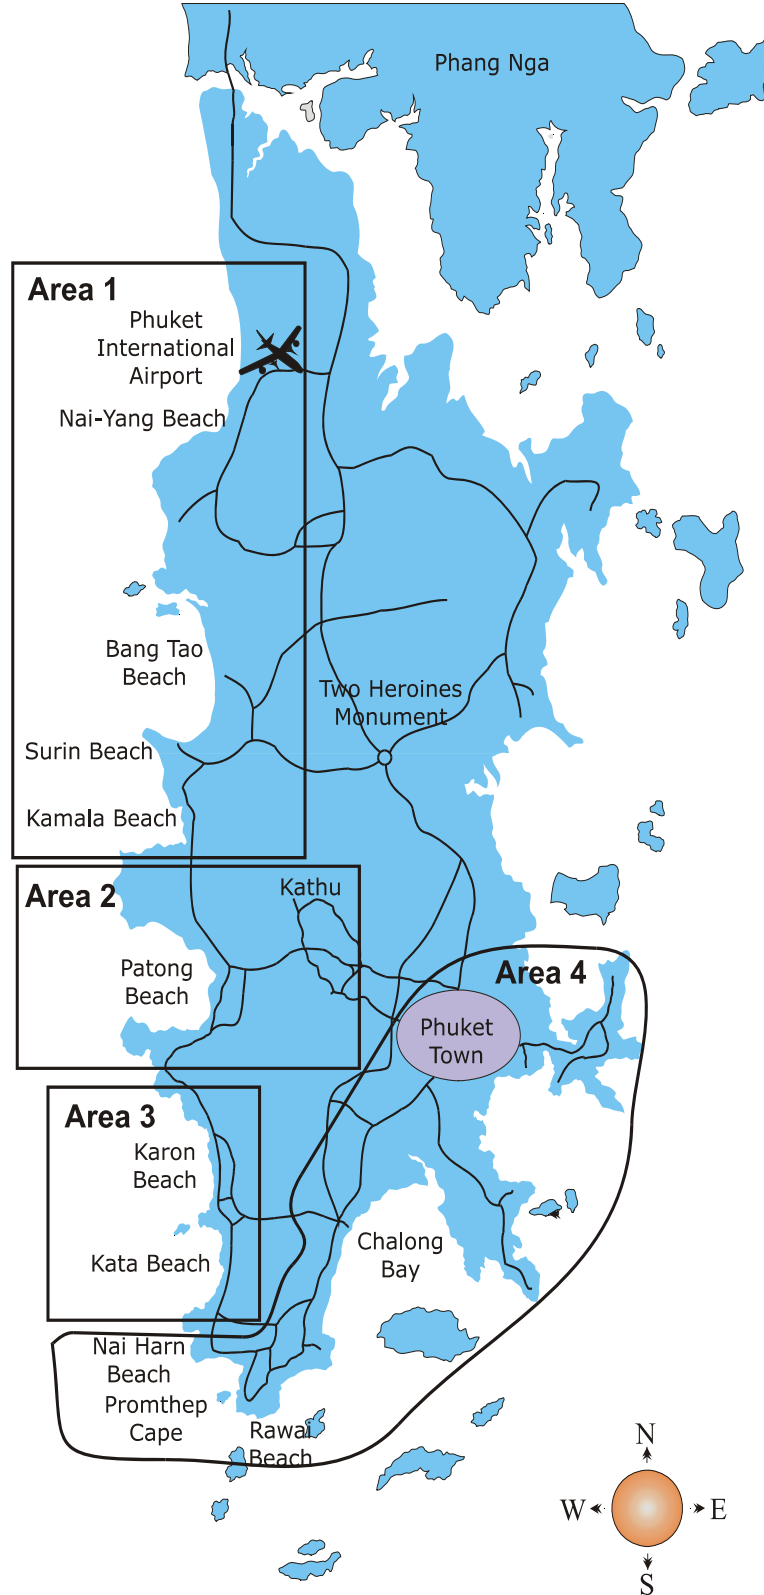 Phang Nga
Area 1
Phuket
International
Airport
Nai-Yang Beach
Bang Tao
Beach
Two Heroines
Monument
Surin Beach
Kamala Beach
Area 2
Kathu
Patong
Beach
Area 4
Phuket
Town
Area 3
Karon
Beach
Kata Beach
Chalong
Bay
Nai Harn
Beach
Promthep
Cape
Rawai
Beach
N
W
E
S